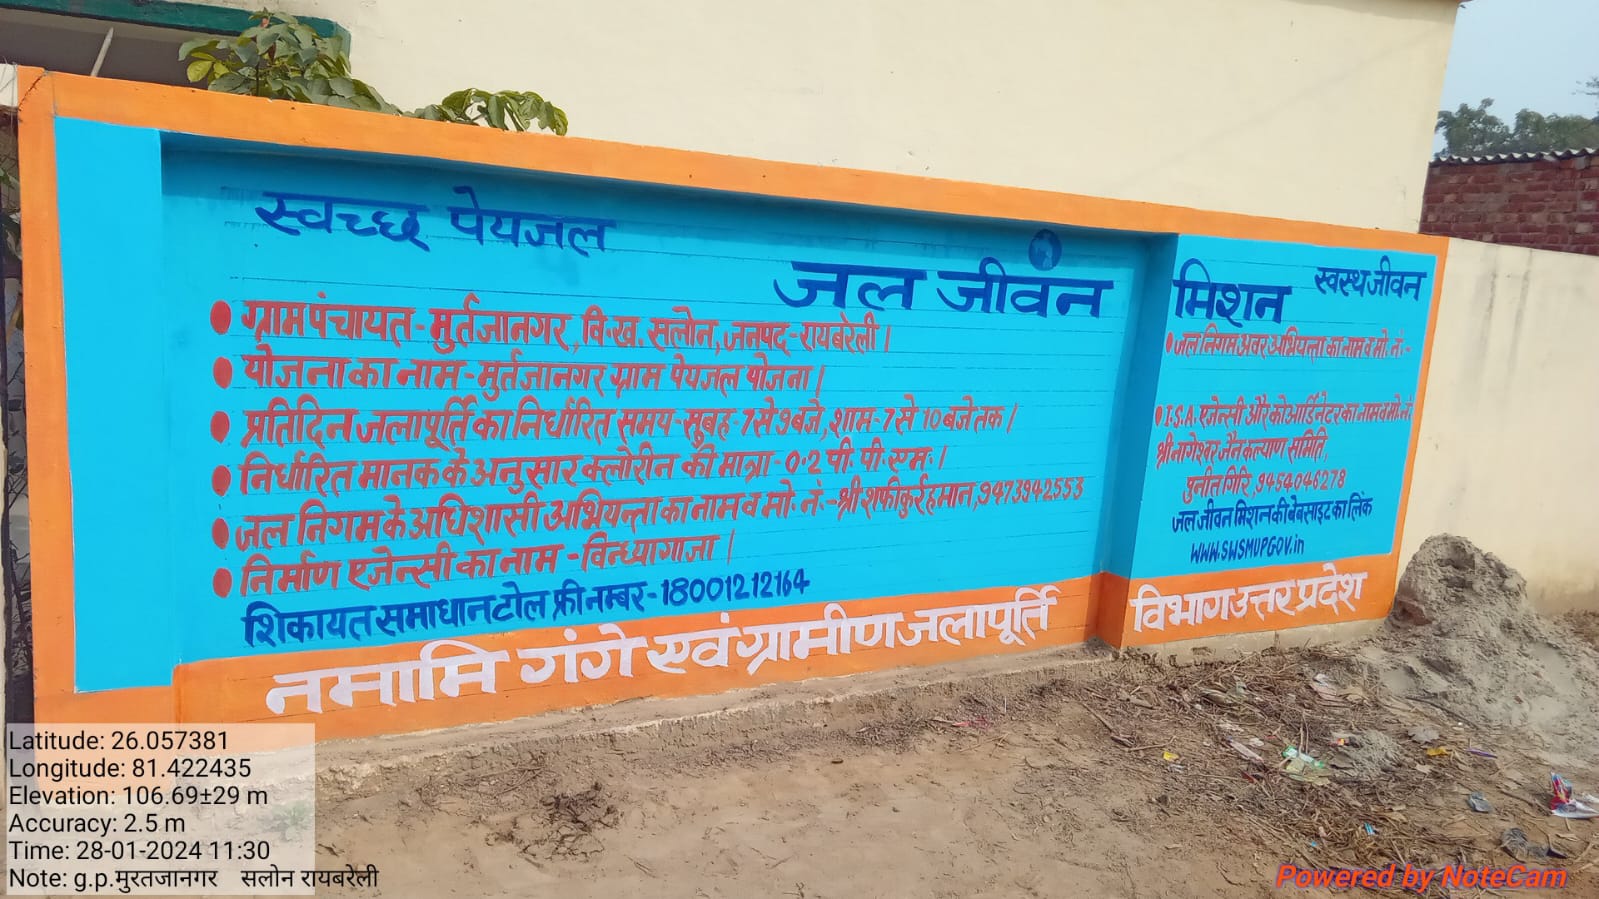 स्वच्छ पेयजल
जल जीवन मिशन
स्वस्थ जीवन
ग्राम पंचायत - मुर्तजानगर, वि.ख. सलोन, जनपद - रायबरेली।
योजना का नाम - मुर्तजानगर ग्राम पेयजल योजना।
प्रतिदिन जलापूर्ति का निर्धारित समय - सुबह - 7 से 9 बजे, शाम - 7 से 10 बजे तक।
निर्धारित मानक के अनुसार क्लोरीन की मात्रा - 0.2 पी. पी. एम.।
जल निगम के अधिशासी अभियन्ता का नाम व मो. नं. - श्री शफीकुर्रहमान, 9473942553
निर्माण एजेन्सी का नाम - विन्ध्यागाजा।
शिकायत समाधान टोल फ्री नम्बर - 18001212164
जल निगम अवर अभियन्ता का नाम व मो. नं. -
I.S.A. एजेन्सी और कोआर्डिनेटर का नाम व मो. नं.
श्री नागेश्वर जैन कल्याण समिति,
पुनीत गिरि, 9454046278
जल जीवन मिशन की बेबसाइट का लिंक
WWW.SWSMUPGOV.in
नमामि गंगे एवं ग्रामीण जलापूर्ति विभाग उत्तर प्रदेश
Latitude: 26.057381
Longitude: 81.422435
Elevation: 106.69±29 m
Accuracy: 2.5 m
Time: 28-01-2024 11:30
Note: g.p.मुरतजानगर सलोन रायबरेली
Powered by NoteCam